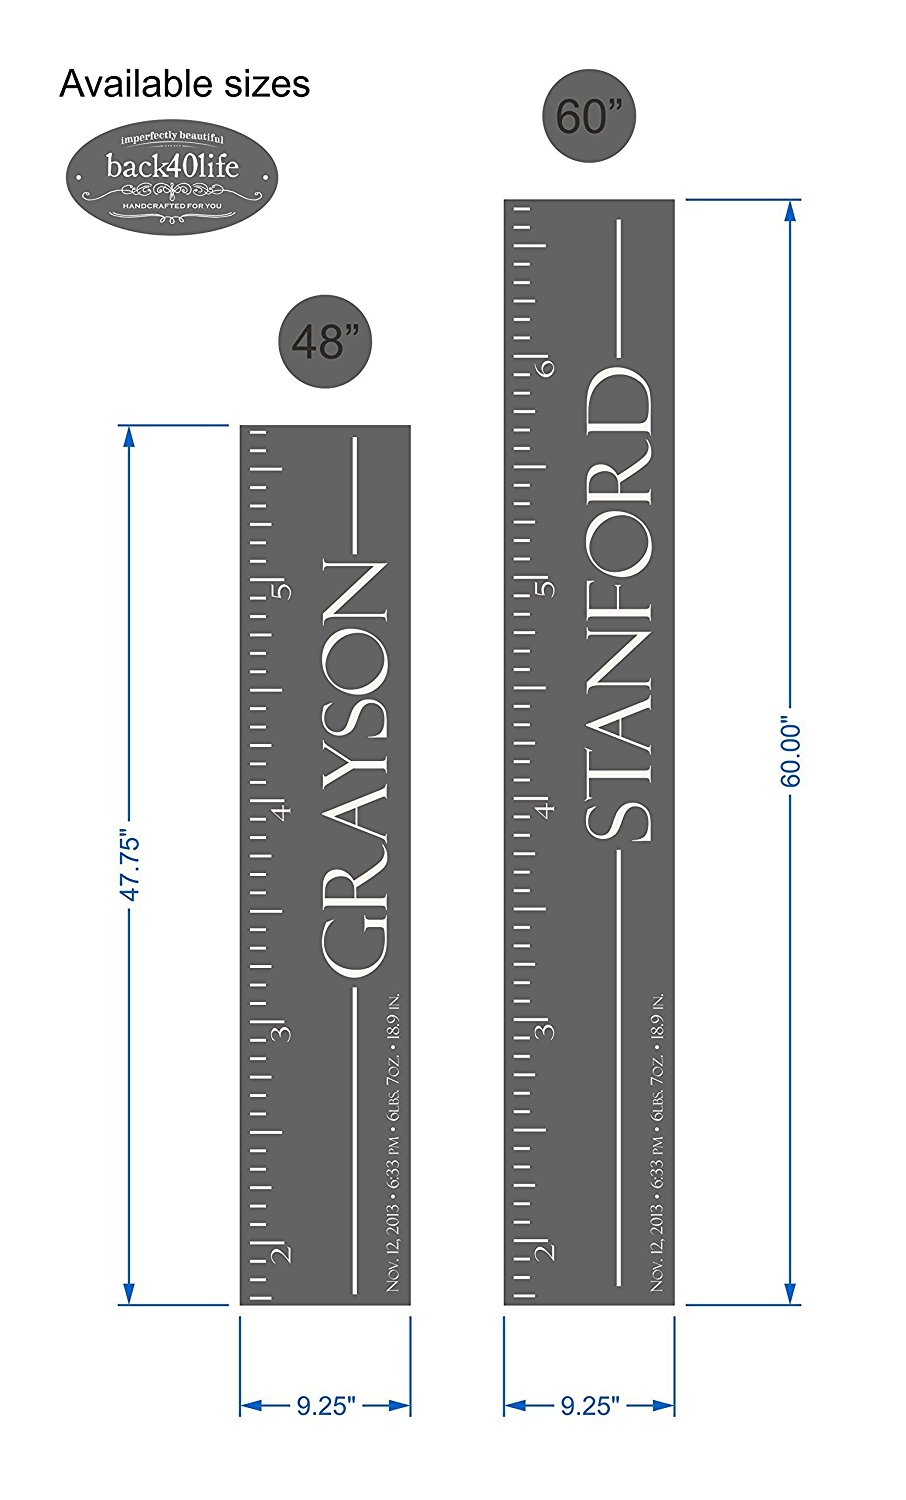 Available sizes
imperfectly beautiful
back40life
HANDCRAFTED FOR YOU
48”
47.75"
5
4
3
2
GRAYSON
NOV. 12, 2013 • 6:33 PM • 6LBS. 7OZ. • 18.9 IN.
9.25"
60”
6
5
4
3
2
STANFORD
NOV. 12, 2013 • 6:33 PM • 6LBS. 7OZ. • 18.9 IN.
60.00"
9.25"